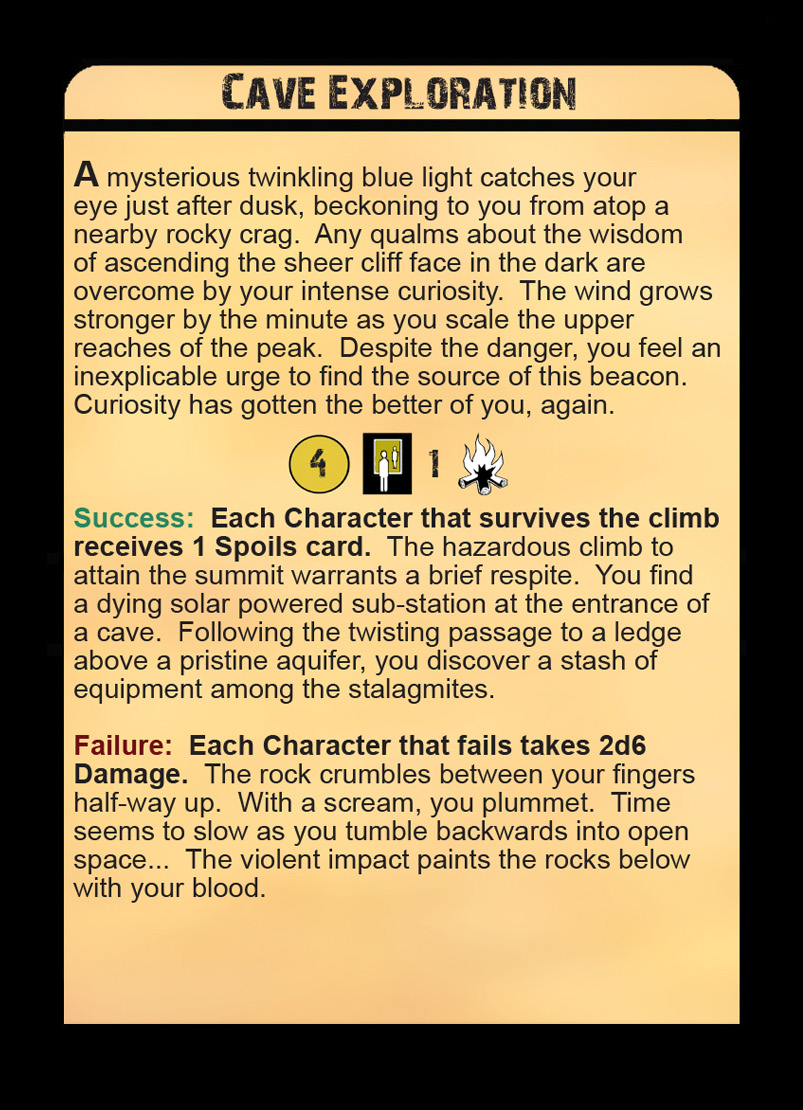 CAVE EXPLORATION
A mysterious twinkling blue light catches your
eye just after dusk, beckoning to you from atop a
nearby rocky crag.  Any qualms about the wisdom
of ascending the sheer cliff face in the dark are
overcome by your intense curiosity.  The wind grows
stronger by the minute as you scale the upper
reaches of the peak.  Despite the danger, you feel an
inexplicable urge to find the source of this beacon.
Curiosity has gotten the better of you, again.
4 1
Success:  Each Character that survives the climb
receives 1 Spoils card.  The hazardous climb to
attain the summit warrants a brief respite.  You find
a dying solar powered sub-station at the entrance of
a cave.  Following the twisting passage to a ledge
above a pristine aquifer, you discover a stash of
equipment among the stalagmites.
Failure:  Each Character that fails takes 2d6
Damage.  The rock crumbles between your fingers
half-way up.  With a scream, you plummet.  Time
seems to slow as you tumble backwards into open
space...  The violent impact paints the rocks below
with your blood.